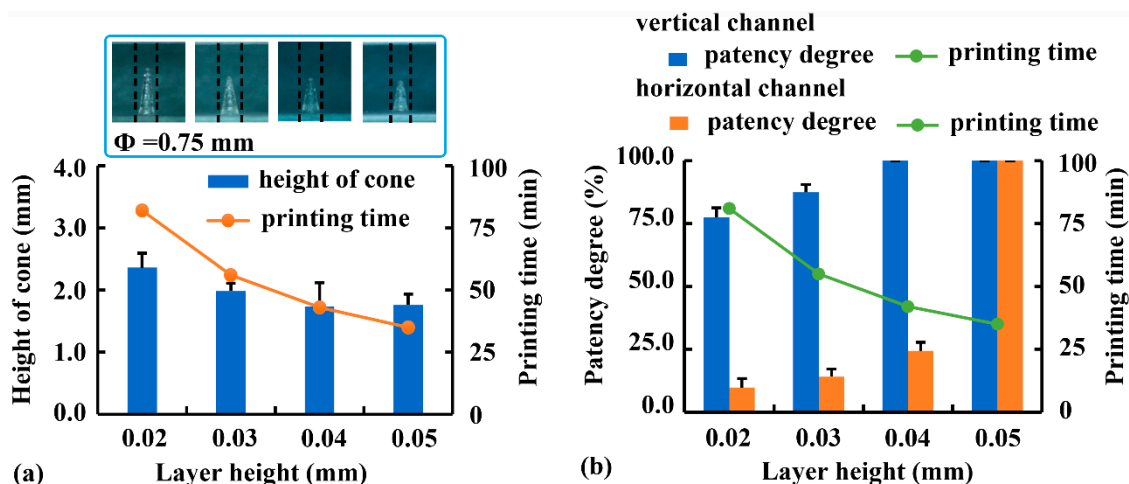 Φ =0.75 mm
height of cone
printing time
Height of cone (mm)
4.0
3.0
2.0
1.0
0.0
100
75
50
25
0
Printing time (min)
0.02 0.03 0.04 0.05
Layer height (mm)
(a)
vertical channel
patency degree printing time
horizontal channel
patency degree printing time
Patency degree (%)
100.0
75.0
50.0
25.0
0.0
100
75
50
25
0
Printing time (min)
0.02 0.03 0.04 0.05
Layer height (mm)
(b)